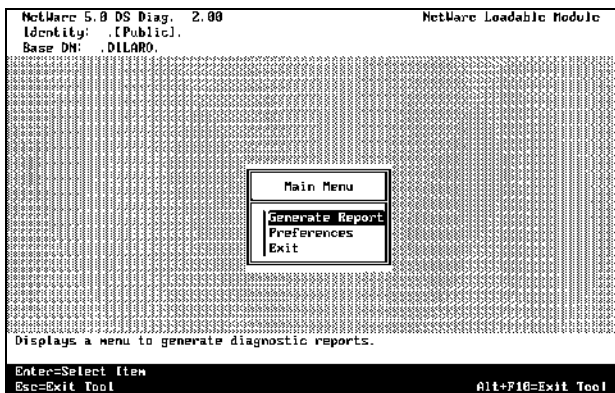 NetWare 5.0 DS Diag. 2.00 NetWare Loadable Module
Identity: .[Public].
Base DN: .DILARO.
Main Menu
Generate Report
Preferences
Exit
Displays a menu to generate diagnostic reports.
Enter=Select Item
Esc=Exit Tool Alt+F10=Exit Tool